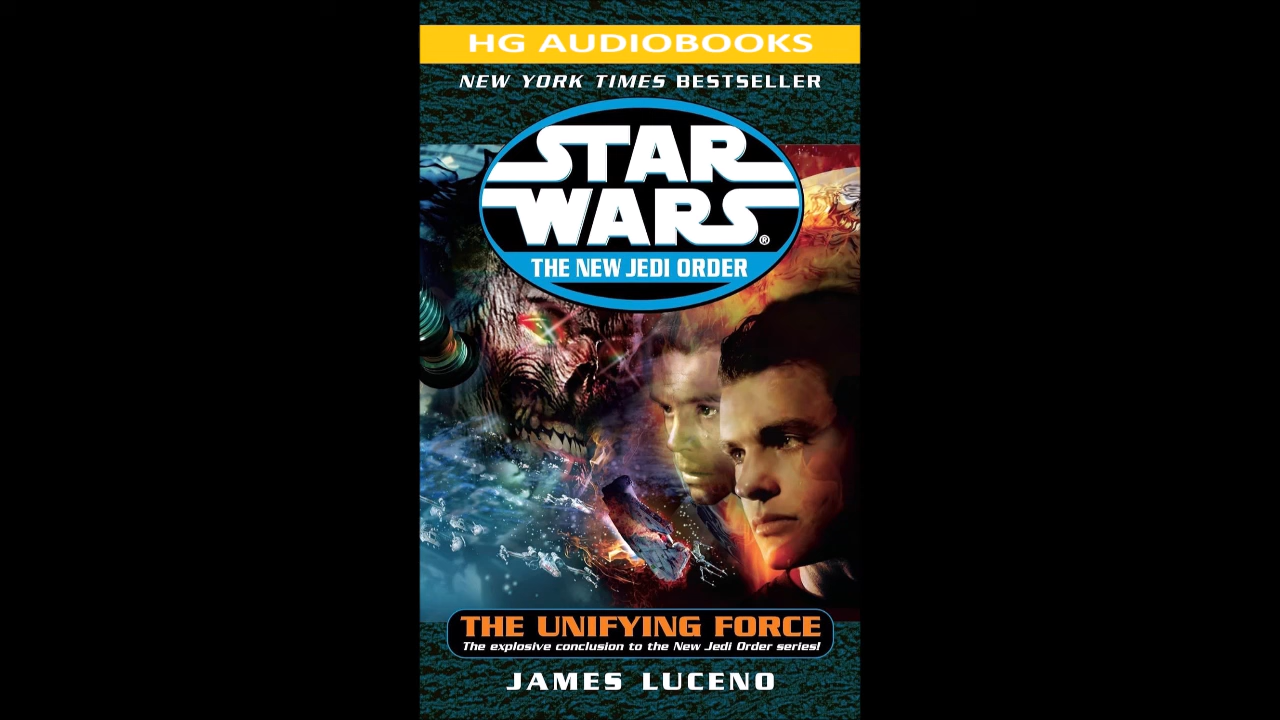 HG AUDIOBOOKS
NEW YORK TIMES BESTSELLER
STAR
WARS®
THE NEW JEDI ORDER
THE UNIFYING FORCE
The explosive conclusion to the New Jedi Order series!
JAMES LUCENO